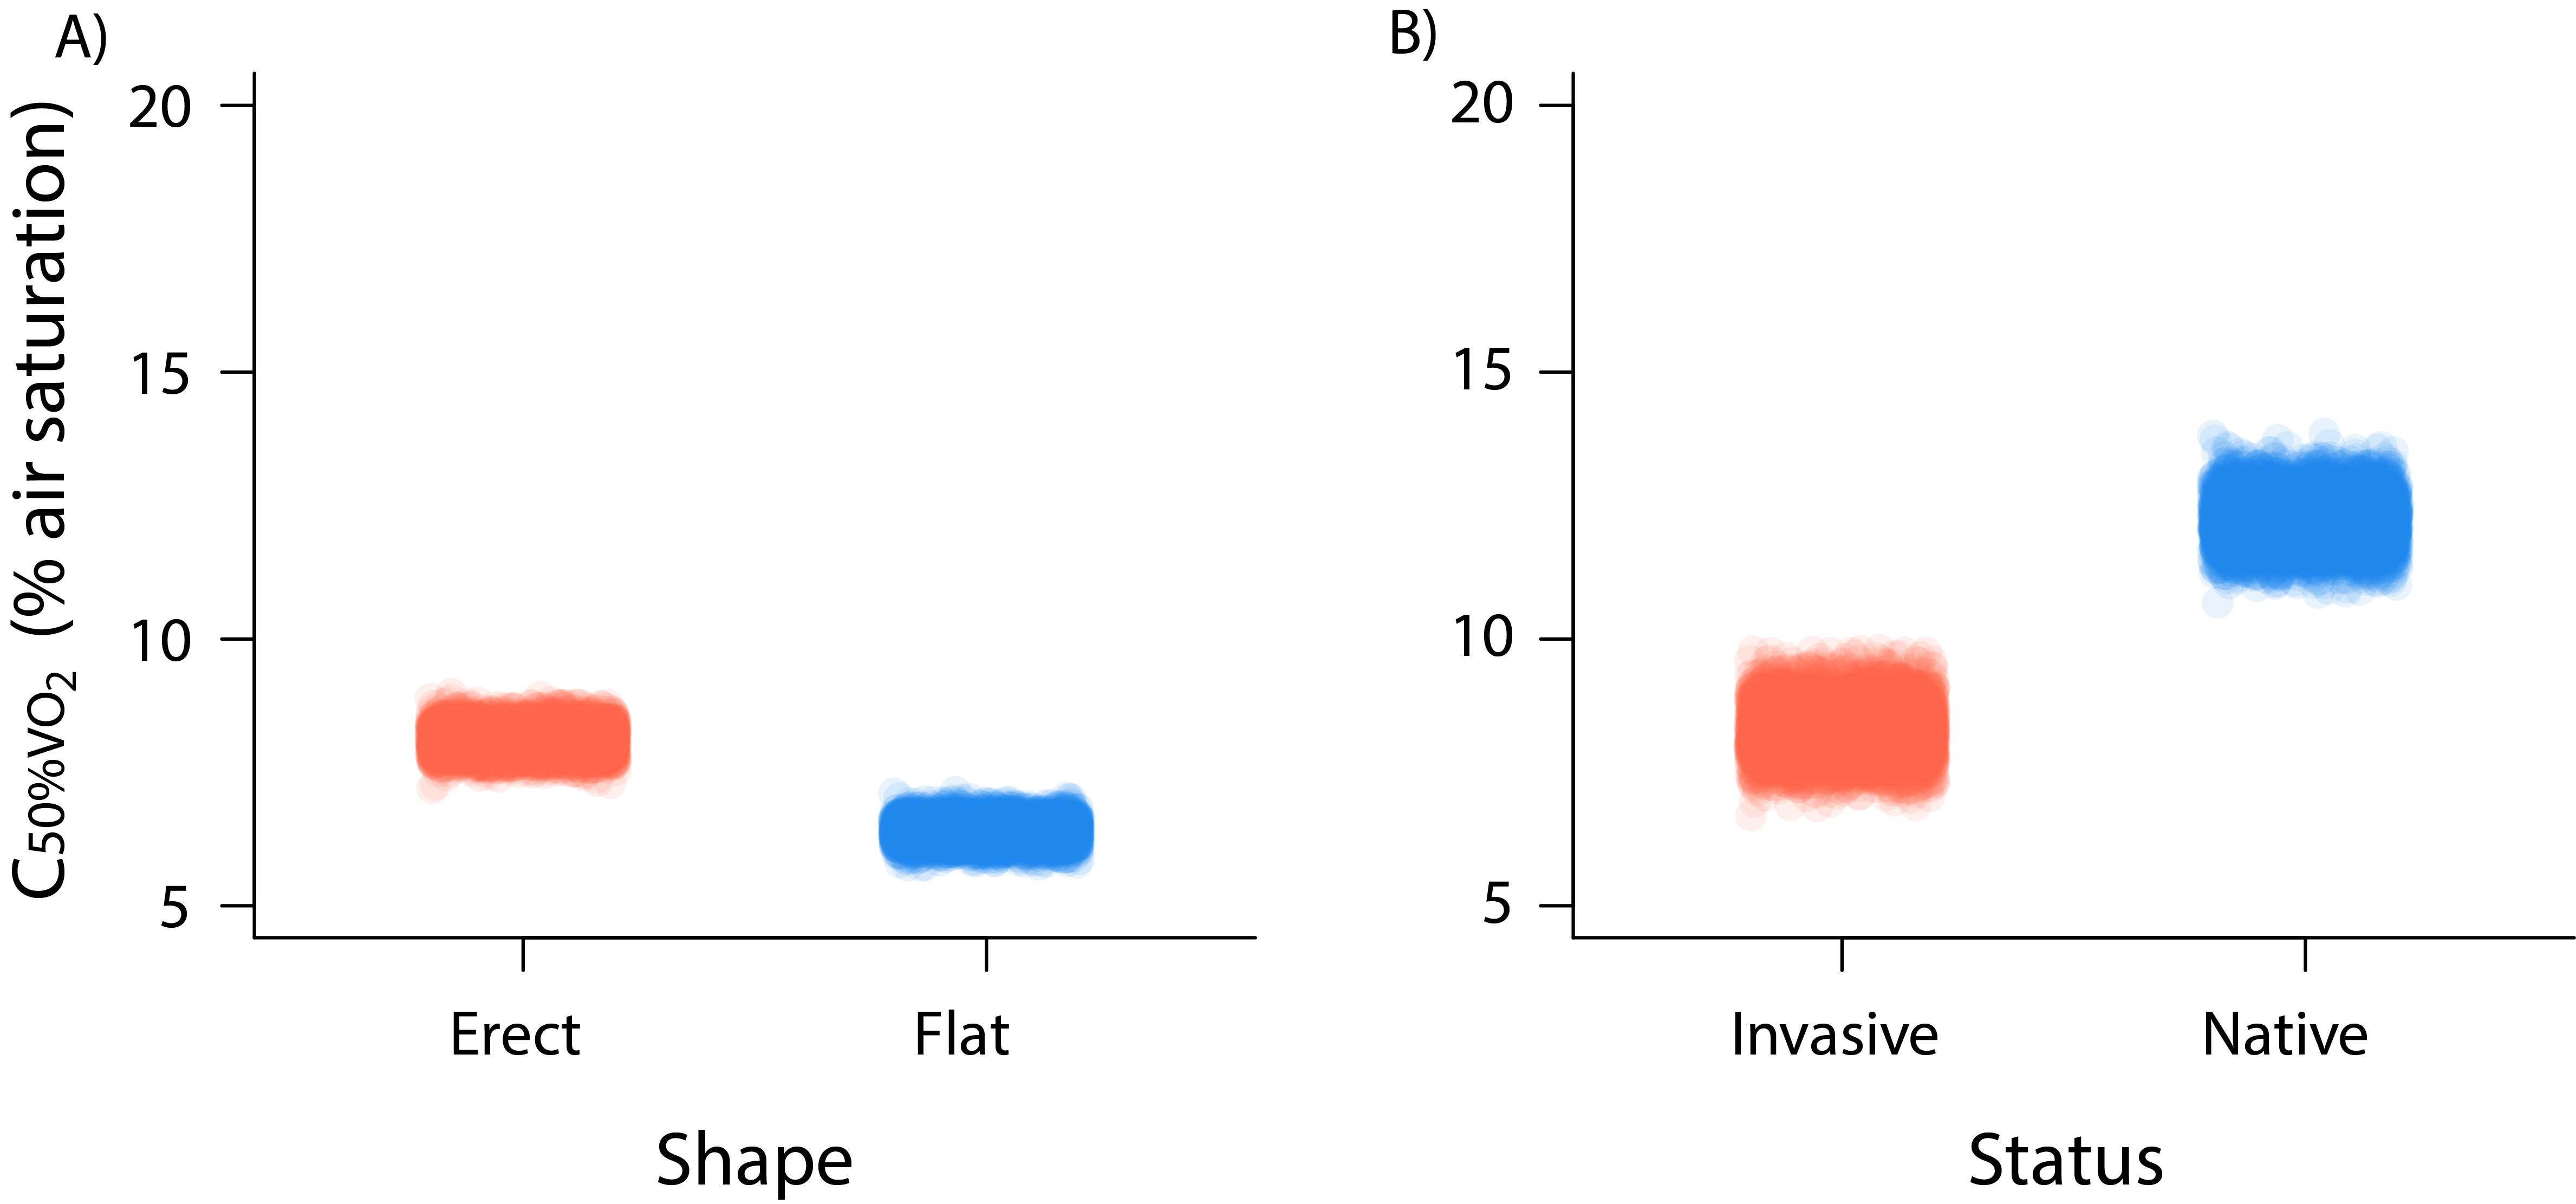 A)
C50%VO2 (% air saturation)
20
15
10
5
Erect Flat
Shape
B)
20
15
10
5
Invasive Native
Status